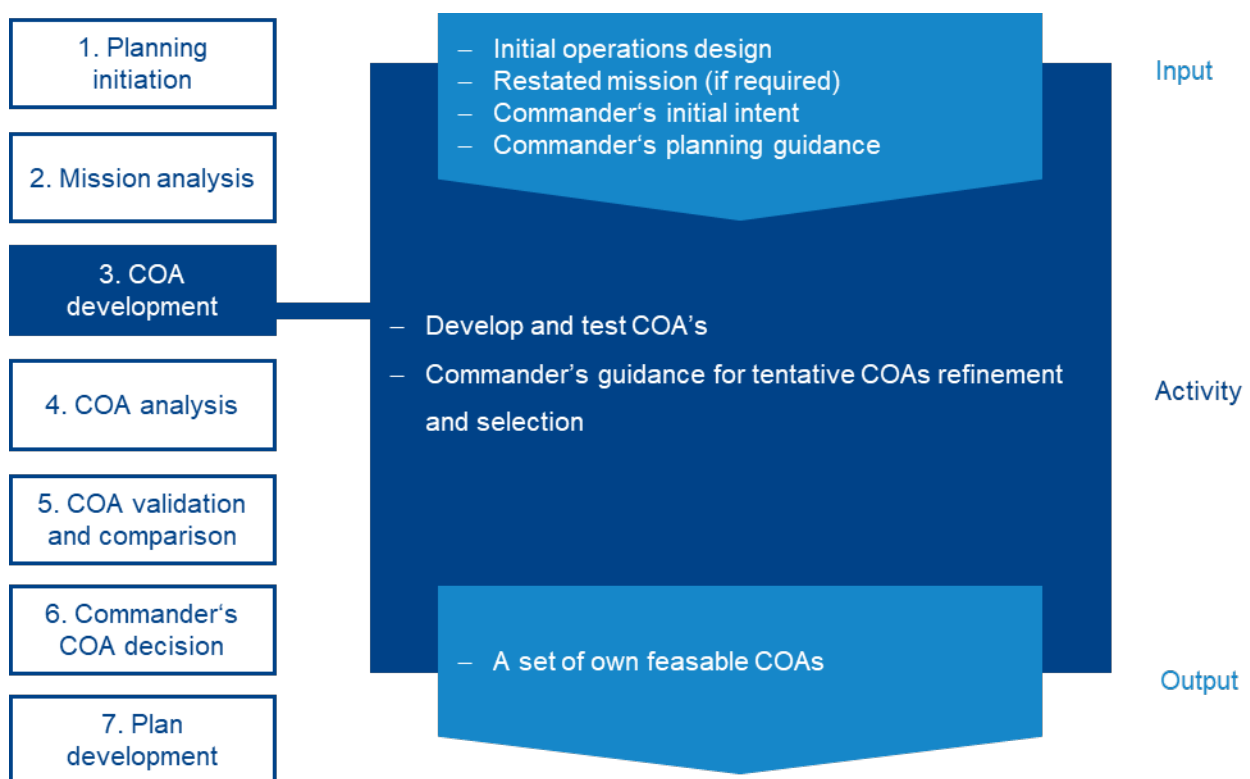 1. Planning
initiation
2. Mission analysis
3. COA
development
4. COA analysis
5. COA validation
and comparison
6. Commander‘s
COA decision
7. Plan
development
– Initial operations design
– Restated mission (if required)
– Commander‘s initial intent
– Commander‘s planning guidance
Input
– Develop and test COA’s
– Commander’s guidance for tentative COAs refinement
and selection
Activity
– A set of own feasable COAs
Output